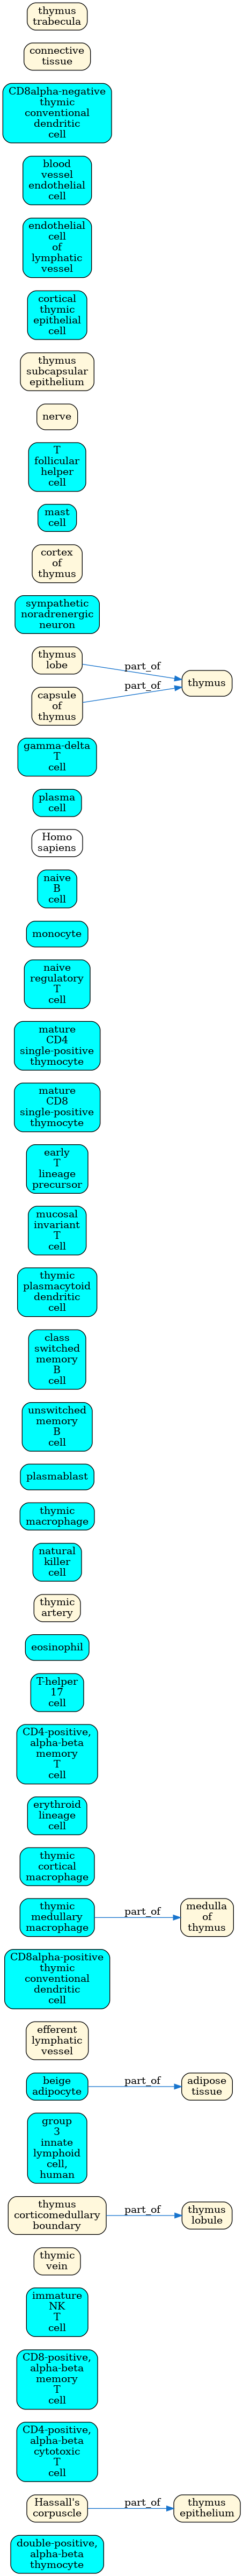 thymus
trabecula
connective
tissue
CD8alpha-negative
thymic
conventional
dendritic
cell
blood
vessel
endothelial
cell
endothelial
cell
of
lymphatic
vessel
cortical
thymic
epithelial
cell
thymus
subcapsular
epithelium
nerve
T
follicular
helper
cell
mast
cell
cortex
of
thymus
sympathetic
noradrenergic
neuron
thymus
lobe
part_of
thymus
capsule
of
thymus
part_of
gamma-delta
T
cell
plasma
cell
Homo
sapiens
naive
B
cell
monocyte
naive
regulatory
T
cell
mature
CD4
single-positive
thymocyte
mature
CD8
single-positive
thymocyte
early
T
lineage
precursor
mucosal
invariant
T
cell
thymic
plasmacytoid
dendritic
cell
class
switched
memory
B
cell
unswitched
memory
B
cell
plasmablast
thymic
macrophage
natural
killer
cell
thymic
artery
eosinophil
T-helper
17
cell
CD4-positive,
alpha-beta
memory
T
cell
erythroid
lineage
cell
thymic
cortical
macrophage
thymic
medullary
macrophage
part_of
medulla
of
thymus
CD8alpha-positive
thymic
conventional
dendritic
cell
efferent
lymphatic
vessel
beige
adipocyte
part_of
adipose
tissue
group
3
innate
lymphoid
cell,
human
thymus
corticomedullary
boundary
part_of
thymus
lobule
thymic
vein
immature
NK
T
cell
CD8-positive,
alpha-beta
memory
T
cell
CD4-positive,
alpha-beta
cytotoxic
T
cell
Hassall's
corpuscle
part_of
thymus
epithelium
double-positive,
alpha-beta
thymocyte